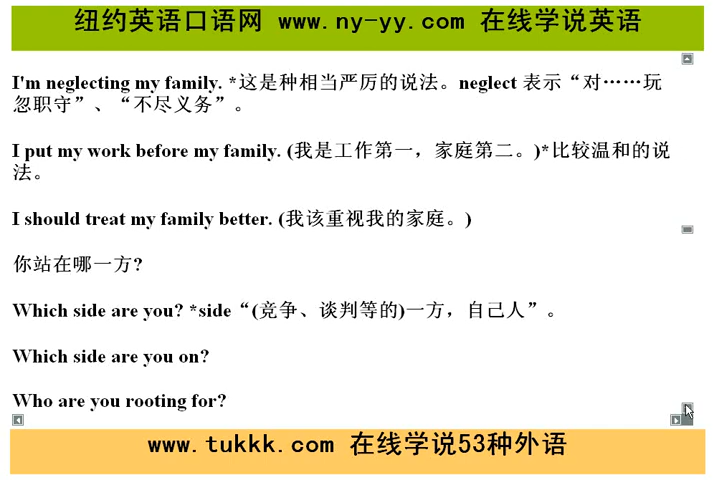 纽约英语口语网 www.ny-yy.com 在线学说英语
I'm neglecting my family. *这是种相当严厉的说法。neglect 表示“对……玩
忽职守”、“不尽义务”。
I put my work before my family. (我是工作第一，家庭第二。)*比较温和的说
法。
I should treat my family better. (我该重视我的家庭。)
你站在哪一方?
Which side are you? *side“(竞争、谈判等的)一方，自己人”。
Which side are you on?
Who are you rooting for?
www.tukkk.com 在线学说53种外语